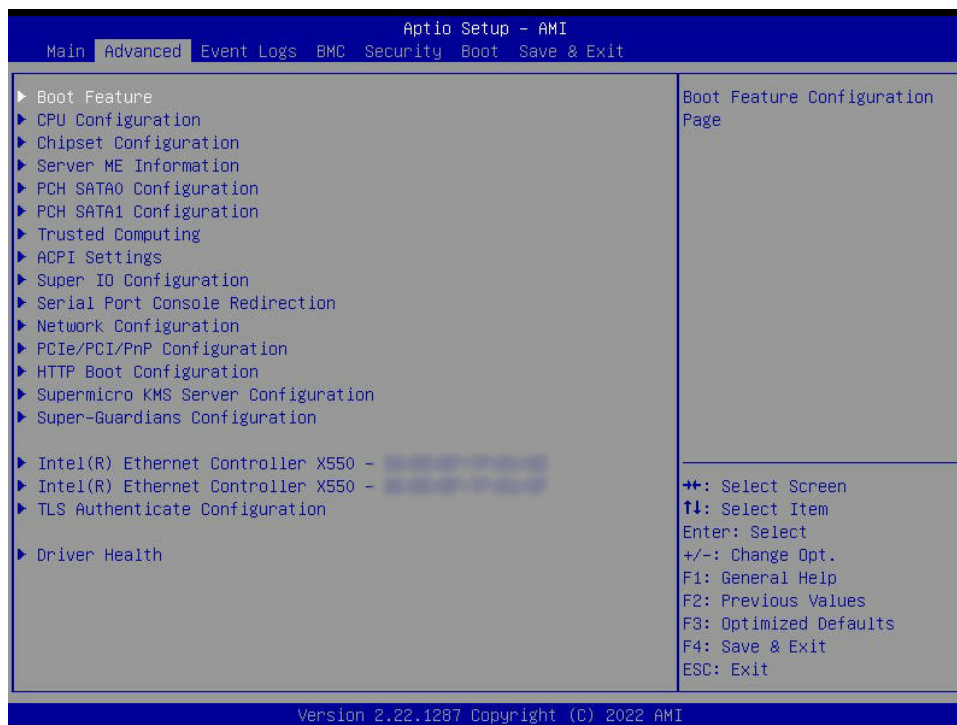 Aptio Setup – AMI
Main Advanced Event Logs BMC Security Boot Save & Exit
▶ Boot Feature
▶ CPU Configuration
▶ Chipset Configuration
▶ Server ME Information
▶ PCH SATA0 Configuration
▶ PCH SATA1 Configuration
▶ Trusted Computing
▶ ACPI Settings
▶ Super IO Configuration
▶ Serial Port Console Redirection
▶ Network Configuration
▶ PCIe/PCI/PnP Configuration
▶ HTTP Boot Configuration
▶ Supermicro KMS Server Configuration
▶ Super-Guardians Configuration
▶ Intel(R) Ethernet Controller X550 –
▶ Intel(R) Ethernet Controller X550 –
▶ TLS Authenticate Configuration
▶ Driver Health
Boot Feature Configuration
Page
→←: Select Screen
↑↓: Select Item
Enter: Select
+/-: Change Opt.
F1: General Help
F2: Previous Values
F3: Optimized Defaults
F4: Save & Exit
ESC: Exit
Version 2.22.1287 Copyright (C) 2022 AMI